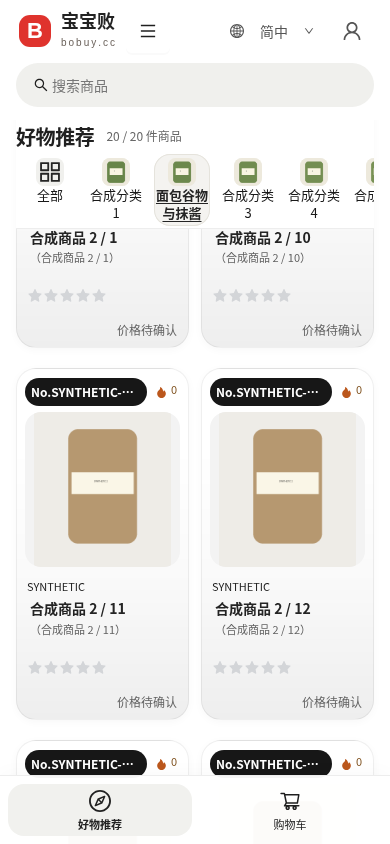 B 宝宝败
bobuy.cc
简中
搜索商品
好物推荐 20 / 20 件商品
全部
合成分类
1
面包谷物
与抹酱
合成分类
3
合成分类
4
合成商品 2 / 1
（合成商品 2 / 1）
价格待确认
合成商品 2 / 10
（合成商品 2 / 10）
价格待确认
No.SYNTHETIC-··· 0
SYNTHETIC
合成商品 2 / 11
（合成商品 2 / 11）
价格待确认
No.SYNTHETIC-··· 0
SYNTHETIC
合成商品 2 / 12
（合成商品 2 / 12）
价格待确认
No.SYNTHETIC-··· 0
No.SYNTHETIC-··· 0
好物推荐
购物车